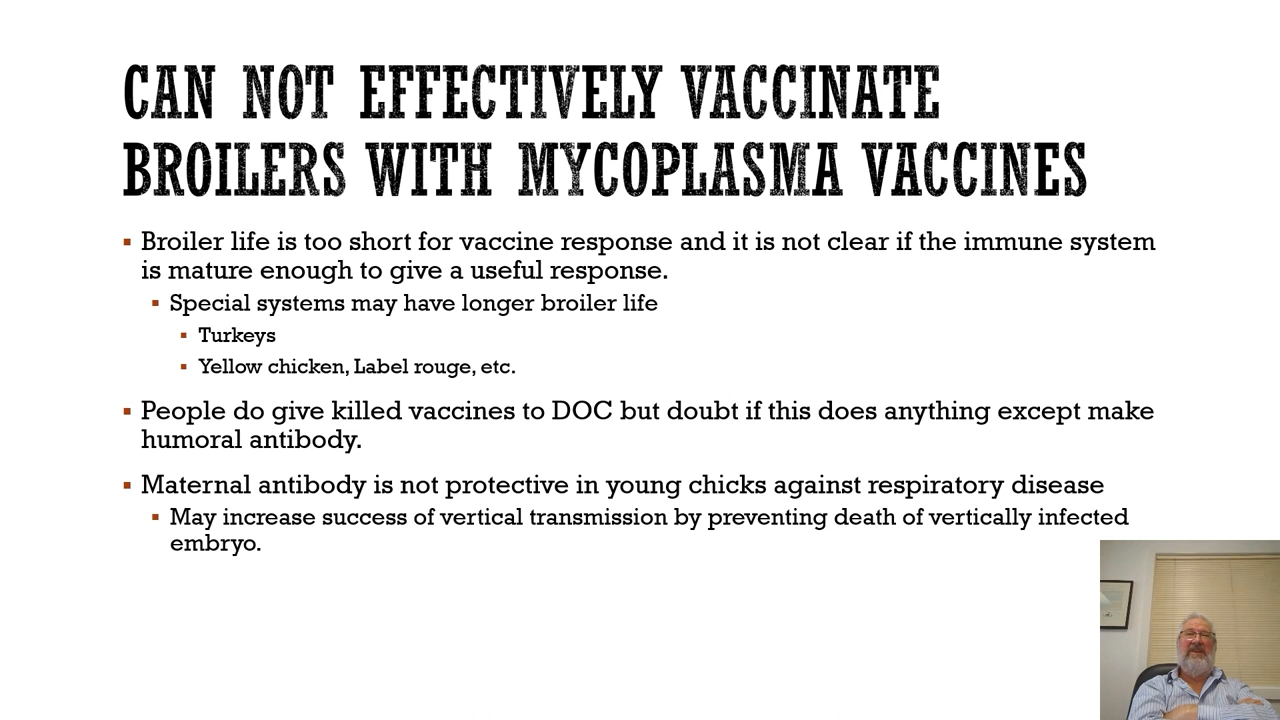 CAN NOT EFFECTIVELY VACCINATE
BROILERS WITH MYCOPLASMA VACCINES
Broiler life is too short for vaccine response and it is not clear if the immune system
is mature enough to give a useful response.
Special systems may have longer broiler life
Turkeys
Yellow chicken, Label rouge, etc.
People do give killed vaccines to DOC but doubt if this does anything except make
humoral antibody.
Maternal antibody is not protective in young chicks against respiratory disease
May increase success of vertical transmission by preventing death of vertically infected
embryo.